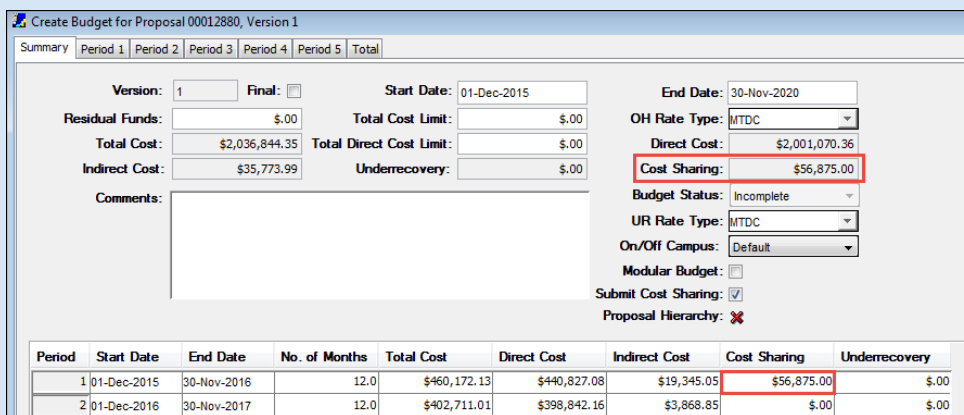 Create Budget for Proposal 00012880, Version 1
Summary Period 1 Period 2 Period 3 Period 4 Period 5 Total
Version: 1 Final: Start Date: 01-Dec-2015 End Date: 30-Nov-2020
Residual Funds: $.00 Total Cost Limit: $.00 OH Rate Type: MTDC
Total Cost: $2,036,844.35 Total Direct Cost Limit: $.00 Direct Cost: $2,001,070.36
Indirect Cost: $35,773.99 Underrecovery: $.00 Cost Sharing: $56,875.00
Comments: Budget Status: Incomplete
UR Rate Type: MTDC
On/Off Campus: Default
Modular Budget:
Submit Cost Sharing:
Proposal Hierarchy:
Period Start Date End Date No. of Months Total Cost Direct Cost Indirect Cost Cost Sharing Underrecovery
1 01-Dec-2015 30-Nov-2016 12.0 $460,172.13 $440,827.08 $19,345.05 $56,875.00 $.00
2 01-Dec-2016 30-Nov-2017 12.0 $402,711.01 $398,842.16 $3,868.85 $.00 $.00